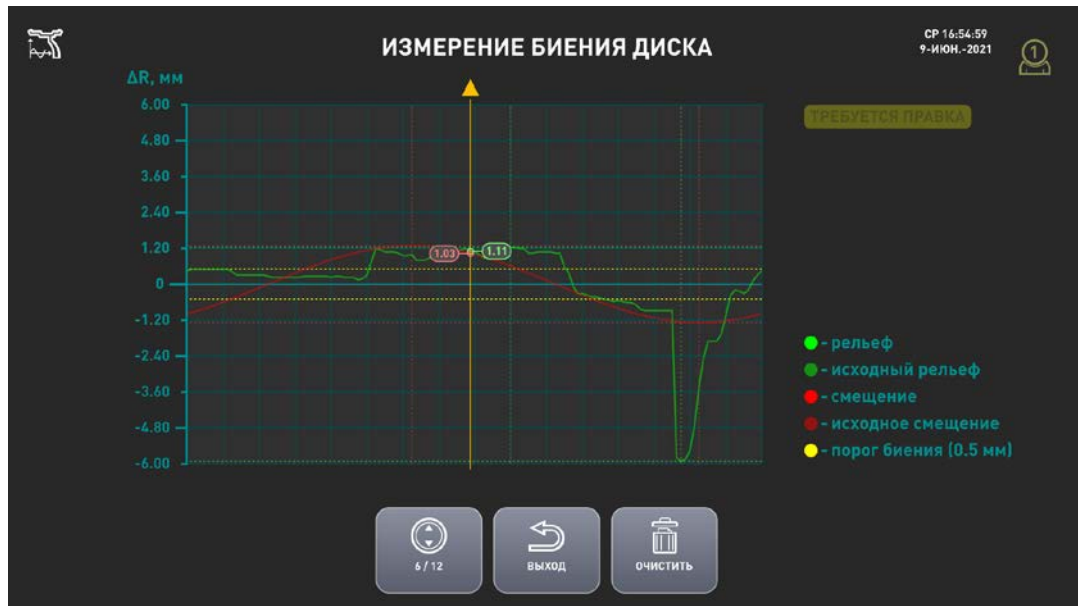 ИЗМЕРЕНИЕ БИЕНИЯ ДИСКА
СР 16:54:59
9-ИЮН.-2021
1
ΔR, мм
ТРЕБУЕТСЯ ПРАВКА
6.00
4.80
3.60
2.40
1.20
0
-1.20
-2.40
-3.60
-4.80
-6.00
1.03
1.11
- рельеф
- исходный рельеф
- смещение
- исходное смещение
- порог биения (0.5 мм)
6 / 12
ВЫХОД
ОЧИСТИТЬ